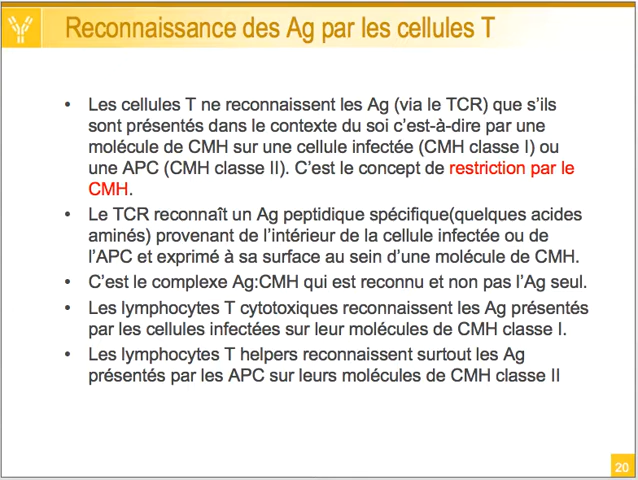 Reconnaissance des Ag par les cellules T
• Les cellules T ne reconnaissent les Ag (via le TCR) que s'ils
sont présentés dans le contexte du soi c'est-à-dire par une
molécule de CMH sur une cellule infectée (CMH classe I) ou
une APC (CMH classe II). C'est le concept de restriction par le
CMH.
• Le TCR reconnaît un Ag peptidique spécifique(quelques acides
aminés) provenant de l'intérieur de la cellule infectée ou de
l'APC et exprimé à sa surface au sein d'une molécule de CMH.
• C'est le complexe Ag:CMH qui est reconnu et non pas l'Ag seul.
• Les lymphocytes T cytotoxiques reconnaissent les Ag présentés
par les cellules infectées sur leur molécules de CMH classe I.
• Les lymphocytes T helpers reconnaissent surtout les Ag
présentés par les APC sur leurs molécules de CMH classe II
20